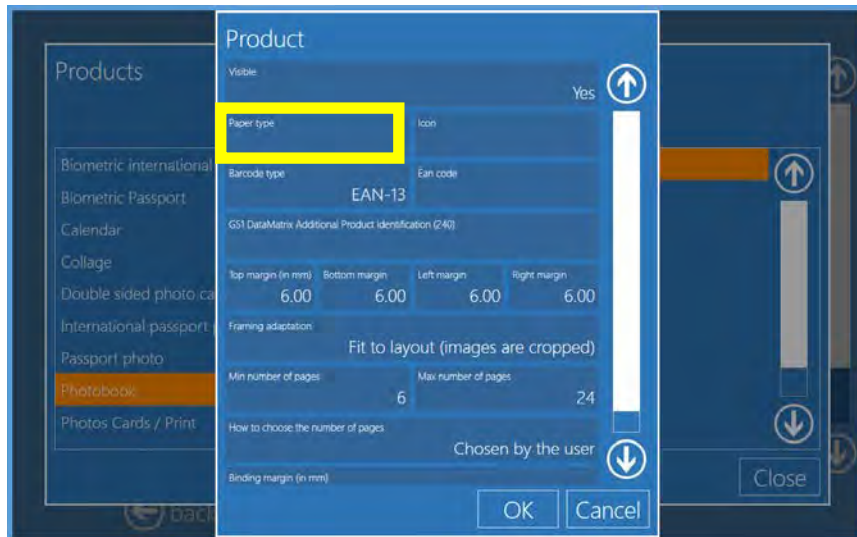 Products
Biometric international
Biometric Passport
Calendar
Collage
Double sided photo ca
International passport
Passport photo
Photobook
Photos Cards / Print
back
Close
Product
Visible
Yes
Paper type
Icon
Barcode type
EAN-13
Ean code
GS1 DataMatrix Additional Product Identification (240)
Top margin (in mm)
6.00
Bottom margin
6.00
Left margin
6.00
Right margin
6.00
Framing adaptation
Fit to layout (images are cropped)
Min number of pages
6
Max number of pages
24
How to choose the number of pages
Chosen by the user
Binding margin (in mm)
OK
Cancel